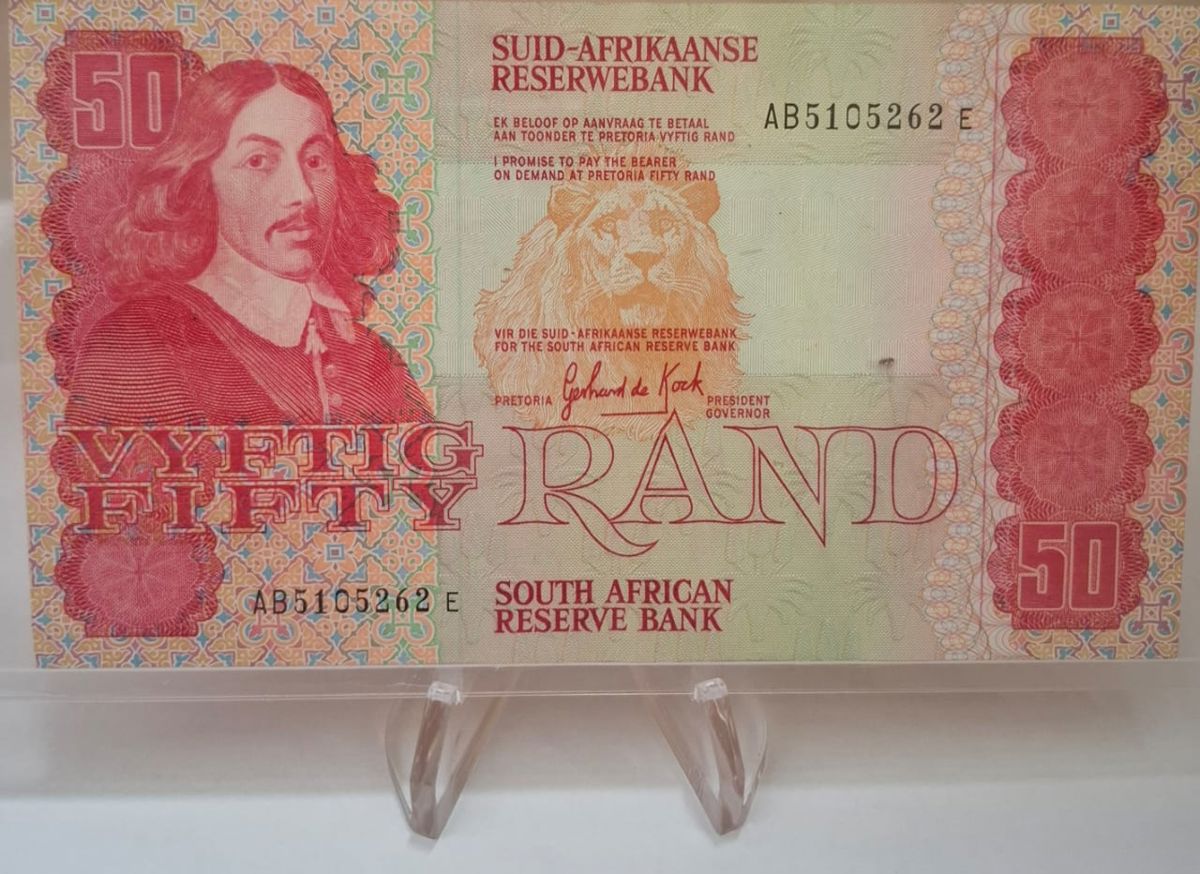 50
SUID-AFRIKAANSE
RESERWEBANK
EK BELOOF OP AANVRAAG TE BETAAL
AAN TOONDER TE PRETORIA VYFTIG RAND
AB5105262 E
I PROMISE TO PAY THE BEARER
ON DEMAND AT PRETORIA FIFTY RAND
VIR DIE SUID-AFRIKAANSE RESERWEBANK
FOR THE SOUTH AFRICAN RESERVE BANK
Gerhard de Kock
PRETORIA
PRESIDENT
GOVERNOR
VYFTIG
FIFTY
RAND
AB5105262 E
SOUTH AFRICAN
RESERVE BANK
50